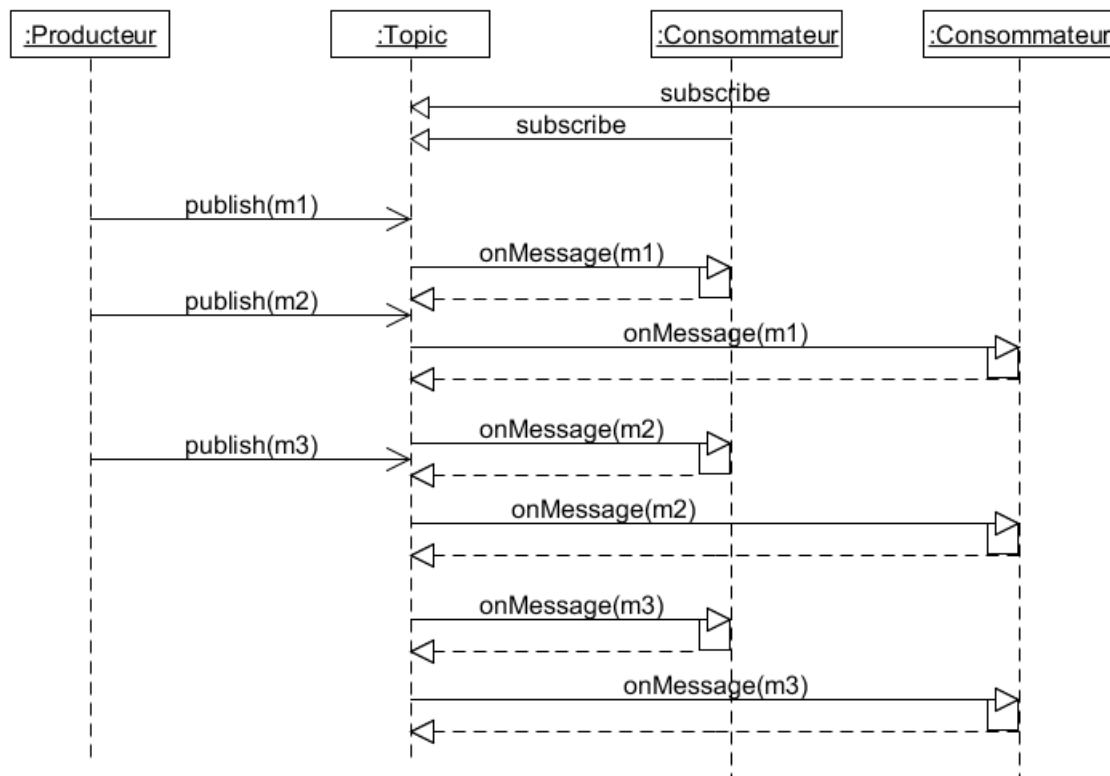 :Producteur
:Topic
:Consommateur
:Consommateur
subscribe
subscribe
publish(m1)
onMessage(m1)
publish(m2)
onMessage(m1)
onMessage(m2)
publish(m3)
onMessage(m2)
onMessage(m3)
onMessage(m3)